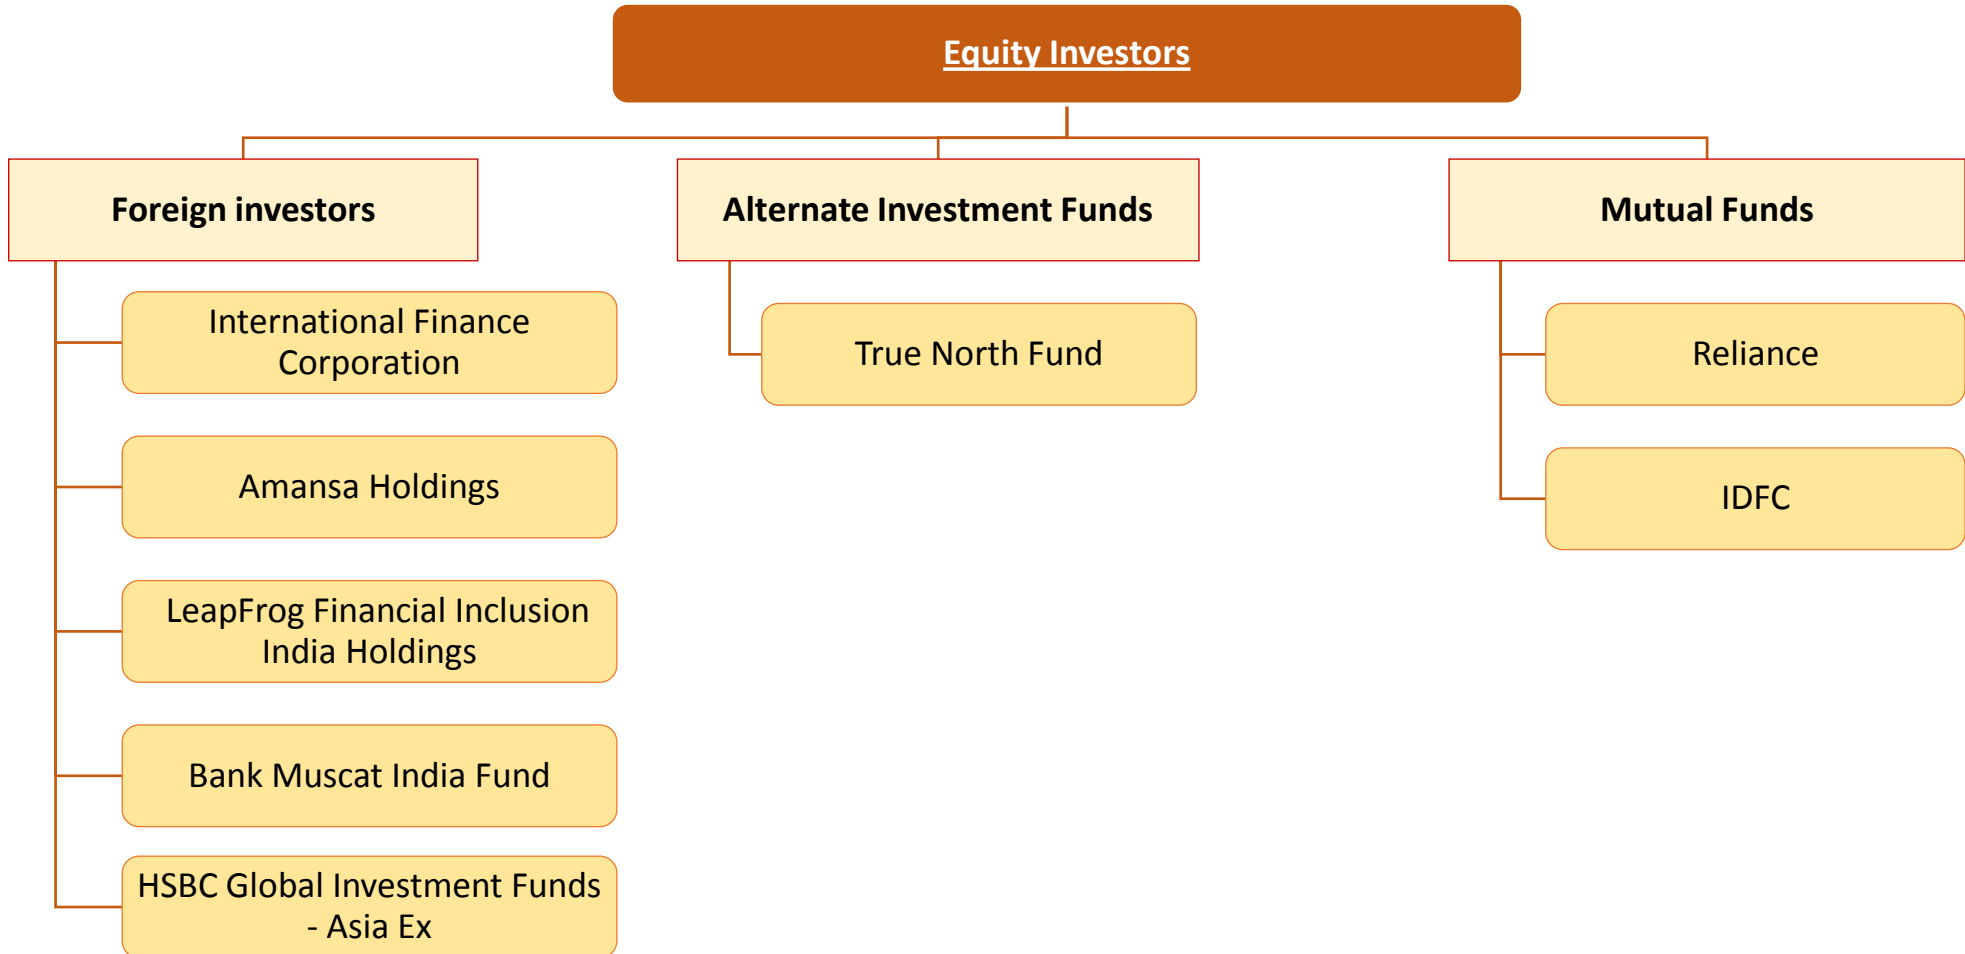 Equity Investors
Foreign investors
International Finance
Corporation
Amansa Holdings
LeapFrog Financial Inclusion
India Holdings
Bank Muscat India Fund
HSBC Global Investment Funds
- Asia Ex
Alternate Investment Funds
True North Fund
Mutual Funds
Reliance
IDFC